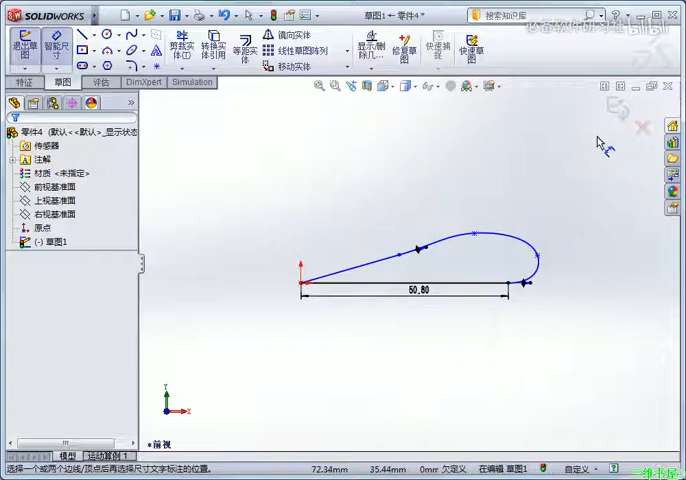 SOLIDWORKS
草图1 - 零件4 *
搜索知识库
退出草图
智能尺寸
剪裁实体(T)
转换实体引用
等距实体
镜向实体
线性草图阵列
移动实体
显示/删除几...
修复草图
快速捕捉
快速草图
特征
草图
评估
DimXpert
Simulation
零件4 (默认<<默认>_显示状态
传感器
注解
材质 <未指定>
前视基准面
上视基准面
右视基准面
原点
(-) 草图1
50.80
Y
X
*前视
模型
运动算例 1
选择一个或两个边线/顶点后再选择尺寸文字标注的位置。
72.34mm
35.44mm
0mm
欠定义
在编辑 草图1
自定义
三维书屋